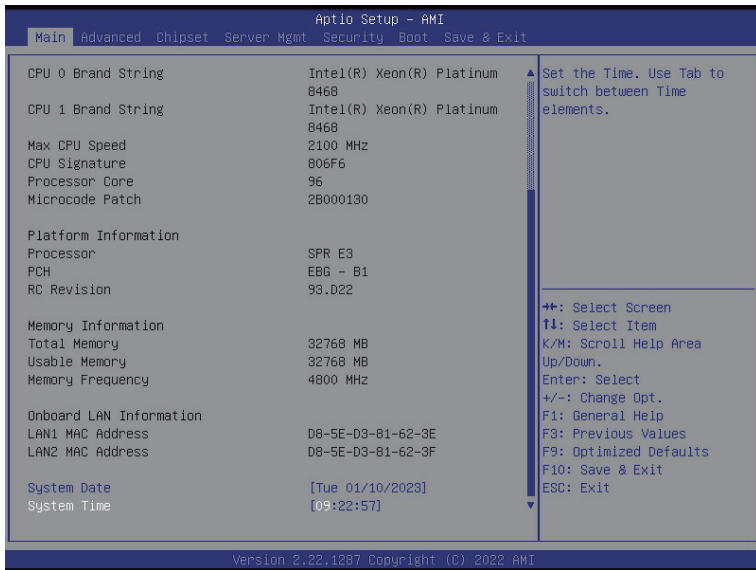 Aptio Setup – AMI
Main Advanced Chipset Server Mgmt Security Boot Save & Exit
CPU 0 Brand String Intel(R) Xeon(R) Platinum
8468
CPU 1 Brand String Intel(R) Xeon(R) Platinum
8468
Max CPU Speed 2100 MHz
CPU Signature 806F6
Processor Core 96
Microcode Patch 2B000130
Platform Information
Processor SPR E3
PCH EBG - B1
RC Revision 93.D22
Memory Information
Total Memory 32768 MB
Usable Memory 32768 MB
Memory Frequency 4800 MHz
Onboard LAN Information
LAN1 MAC Address D8-5E-D3-81-62-3E
LAN2 MAC Address D8-5E-D3-81-62-3F
System Date [Tue 01/10/2023]
System Time [09:22:57]
Set the Time. Use Tab to
switch between Time
elements.
→←: Select Screen
↑↓: Select Item
K/M: Scroll Help Area
Up/Down.
Enter: Select
+/-: Change Opt.
F1: General Help
F3: Previous Values
F9: Optimized Defaults
F10: Save & Exit
ESC: Exit
Version 2.22.1287 Copyright (C) 2022 AMI